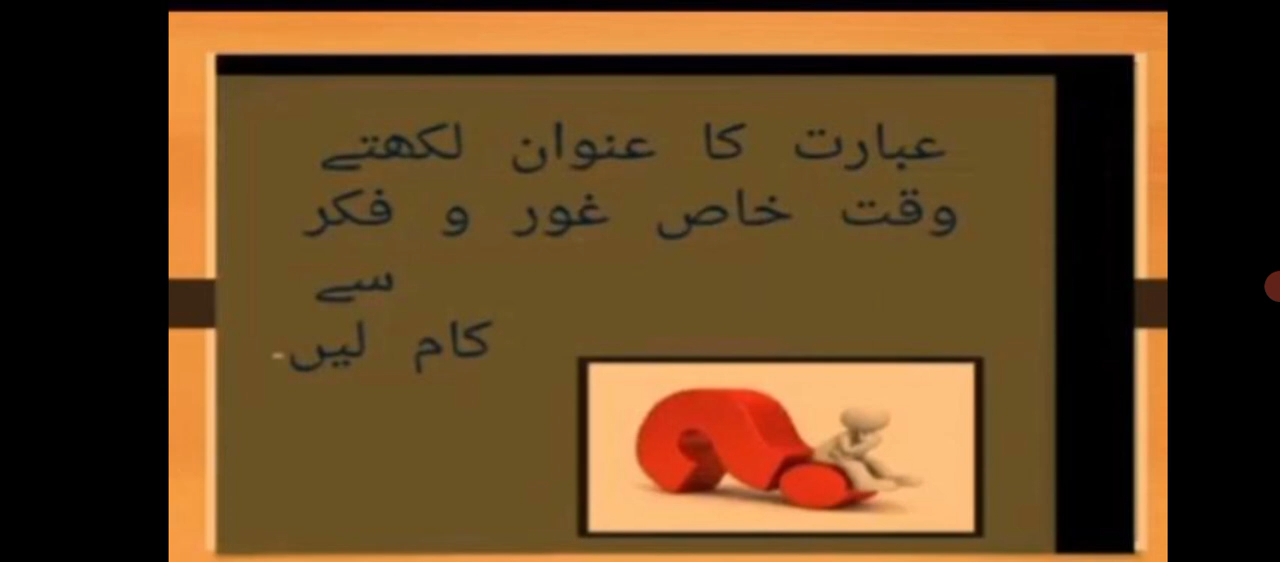 عبارت کا عنوان لکھتے
وقت خاص غور و فکر
سے
کام لیں۔